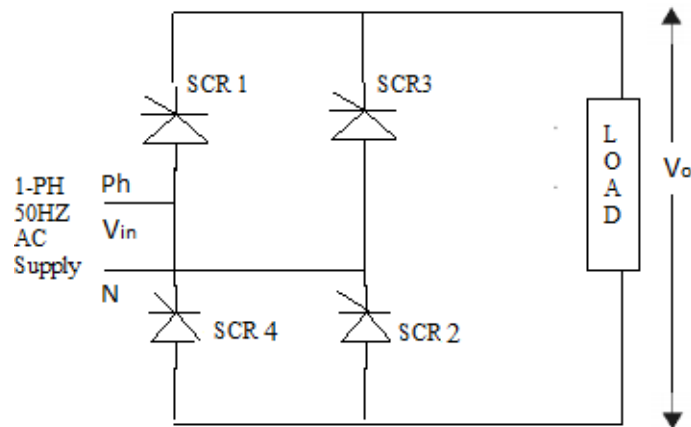 SCR 1
SCR3
1-PH
50HZ
AC
Supply
Ph
Vin
N
SCR 4
SCR 2
L
O
A
D
Vo